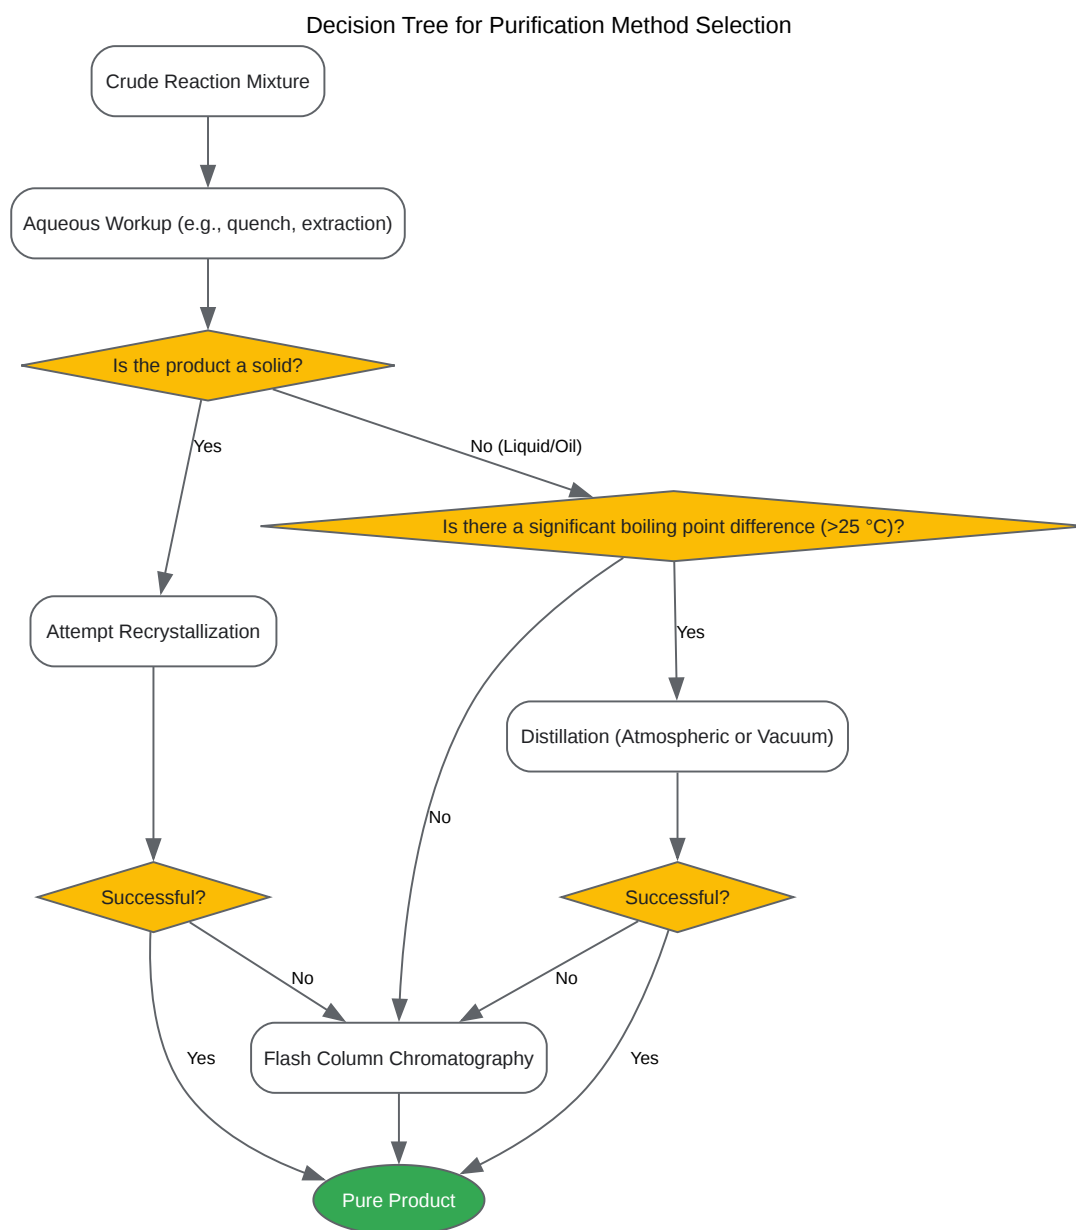 Decision Tree for Purification Method Selection
Crude Reaction Mixture
Aqueous Workup (e.g., quench, extraction)
Is the product a solid?
Yes
No (Liquid/Oil)
Is there a significant boiling point difference (>25 °C)?
Attempt Recrystallization
Yes
Distillation (Atmospheric or Vacuum)
No
Successful?
Successful?
No
No
Yes
Flash Column Chromatography
Yes
Pure Product